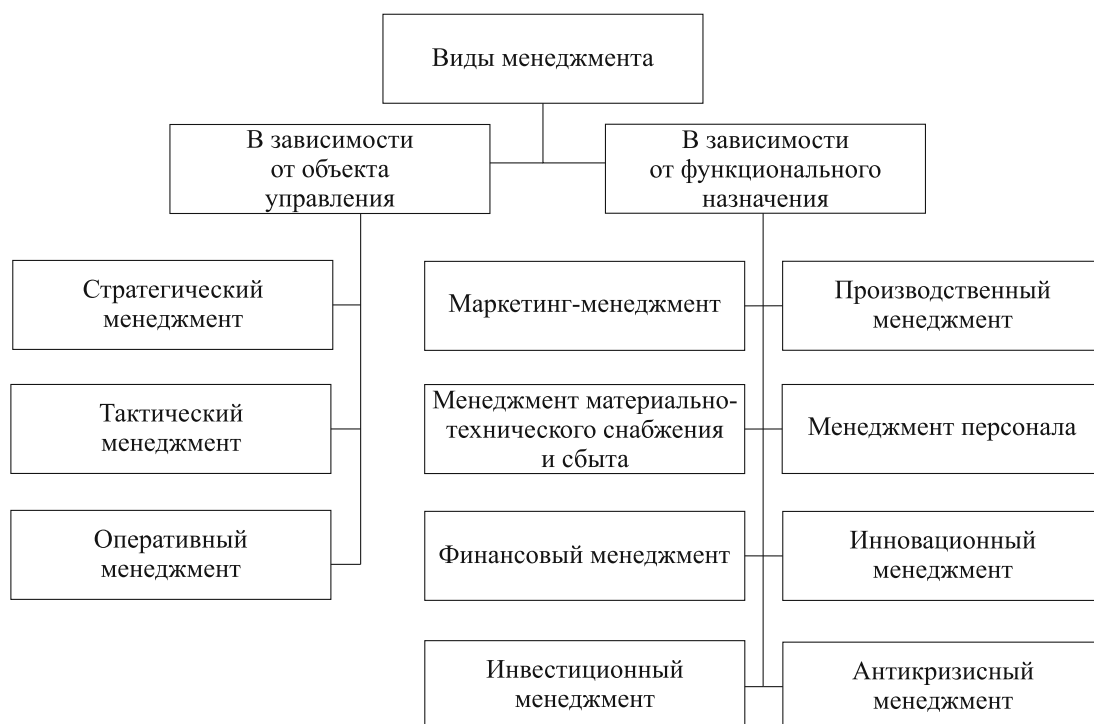 Виды менеджмента
В зависимости
от объекта
управления
В зависимости
от функционального
назначения
Стратегический
менеджмент
Тактический
менеджмент
Оперативный
менеджмент
Маркетинг-менеджмент
Производственный
менеджмент
Менеджмент материально-
технического снабжения
и сбыта
Менеджмент персонала
Финансовый менеджмент
Инновационный
менеджмент
Инвестиционный
менеджмент
Антикризисный
менеджмент